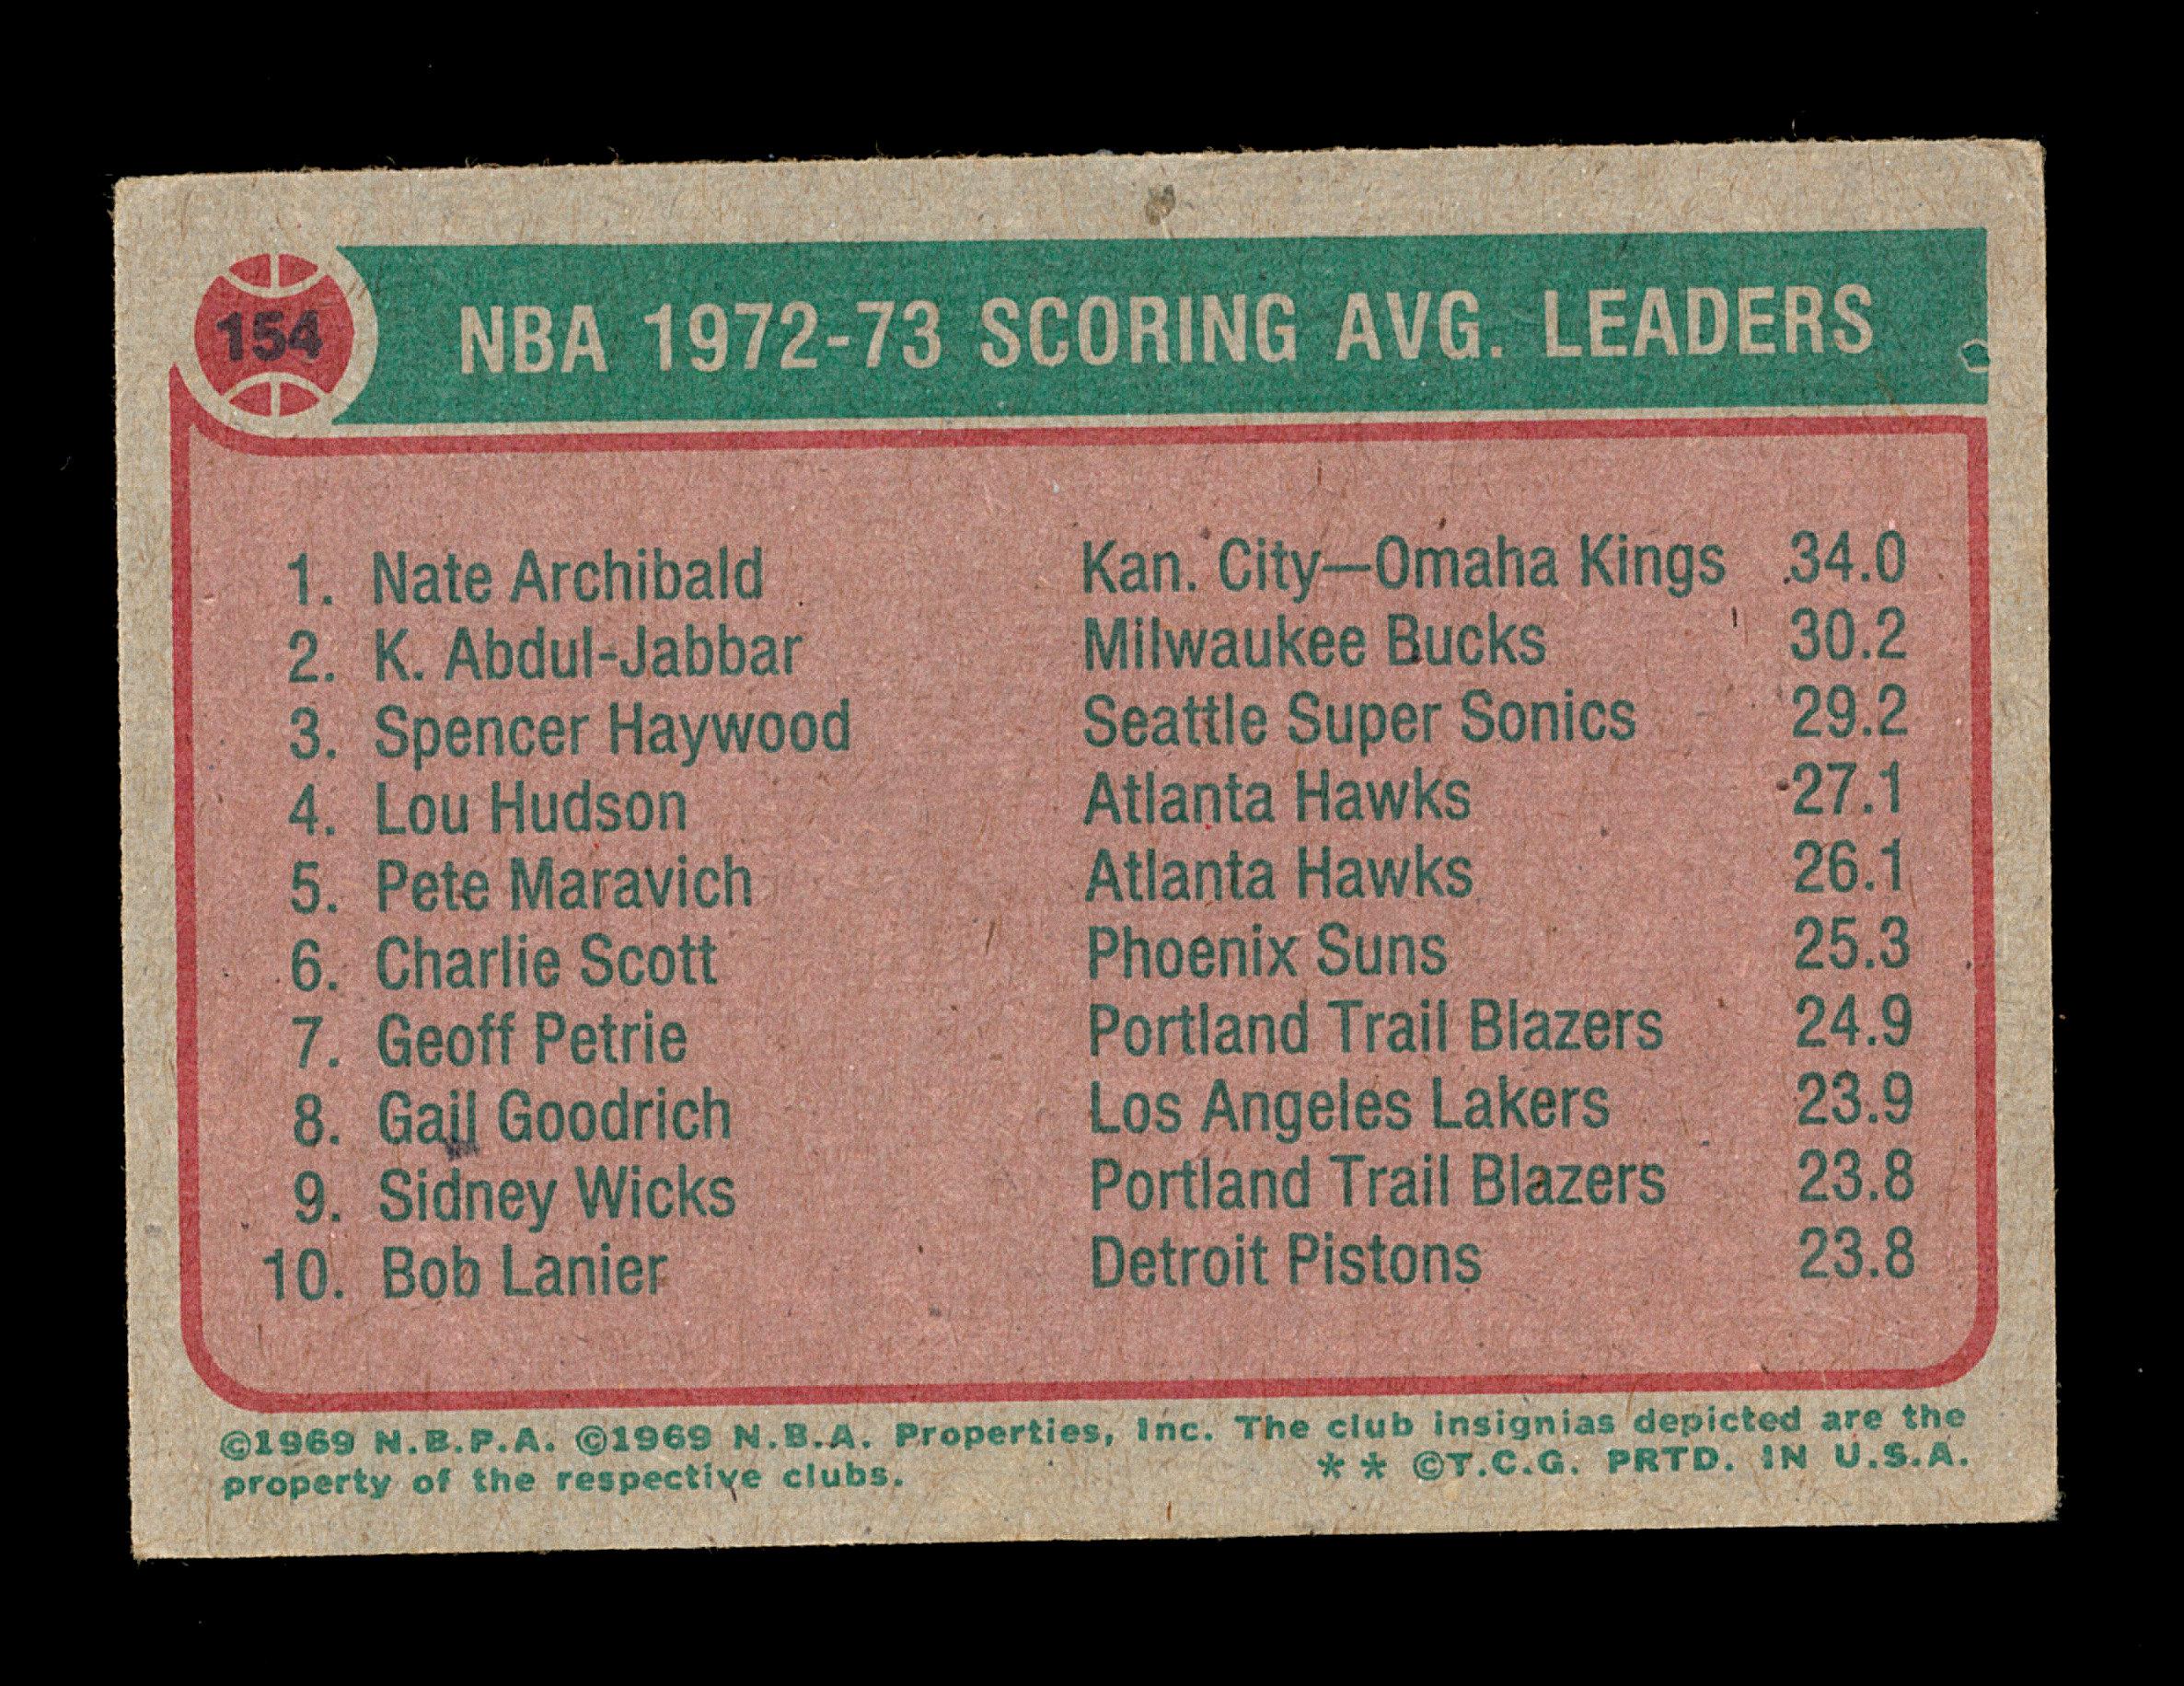 154
NBA 1972-73 SCORING AVG. LEADERS
1. Nate Archibald Kan. City—Omaha Kings 34.0
2. K. Abdul-Jabbar Milwaukee Bucks 30.2
3. Spencer Haywood Seattle Super Sonics 29.2
4. Lou Hudson Atlanta Hawks 27.1
5. Pete Maravich Atlanta Hawks 26.1
6. Charlie Scott Phoenix Suns 25.3
7. Geoff Petrie Portland Trail Blazers 24.9
8. Gail Goodrich Los Angeles Lakers 23.9
9. Sidney Wicks Portland Trail Blazers 23.8
10. Bob Lanier Detroit Pistons 23.8
©1969 N.B.P.A. ©1969 N.B.A. Properties, Inc. The club insignias depicted are the
property of the respective clubs. ** ©T.C.G. PRTD. IN U.S.A.